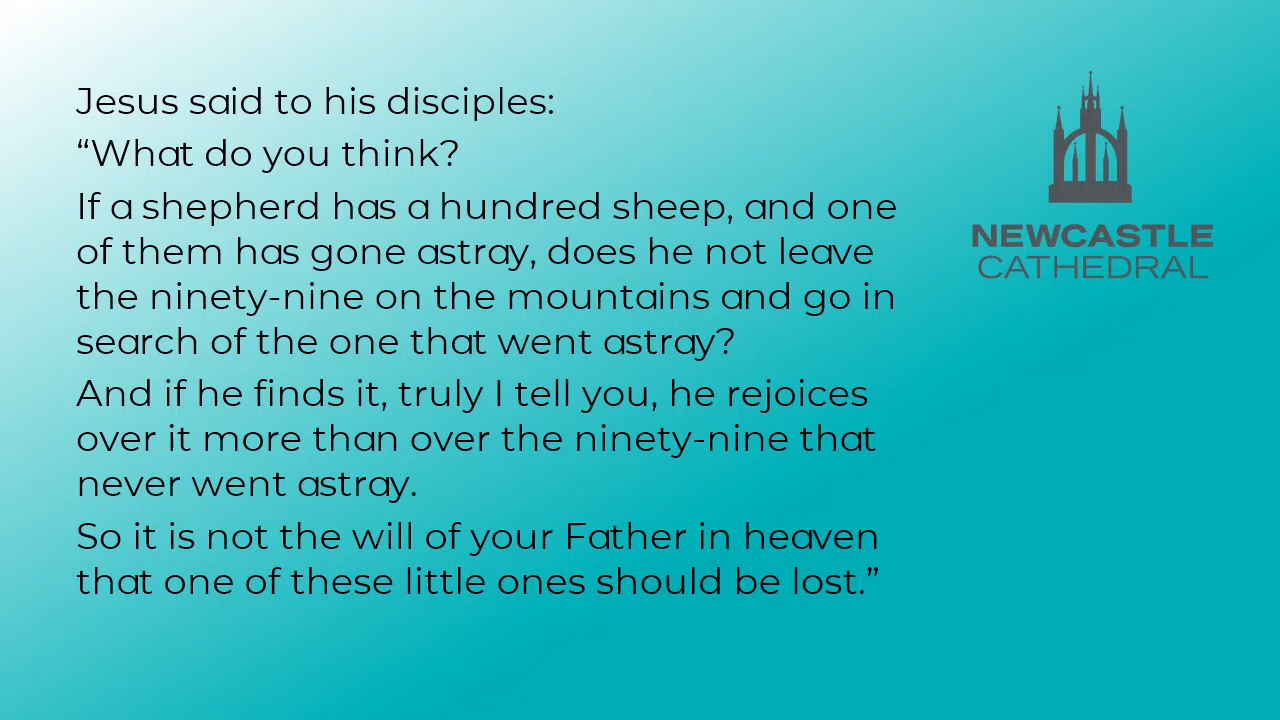 Jesus said to his disciples:
“What do you think?
If a shepherd has a hundred sheep, and one
of them has gone astray, does he not leave
the ninety-nine on the mountains and go in
search of the one that went astray?
And if he finds it, truly I tell you, he rejoices
over it more than over the ninety-nine that
never went astray.
So it is not the will of your Father in heaven
that one of these little ones should be lost.”
NEWCASTLE
CATHEDRAL